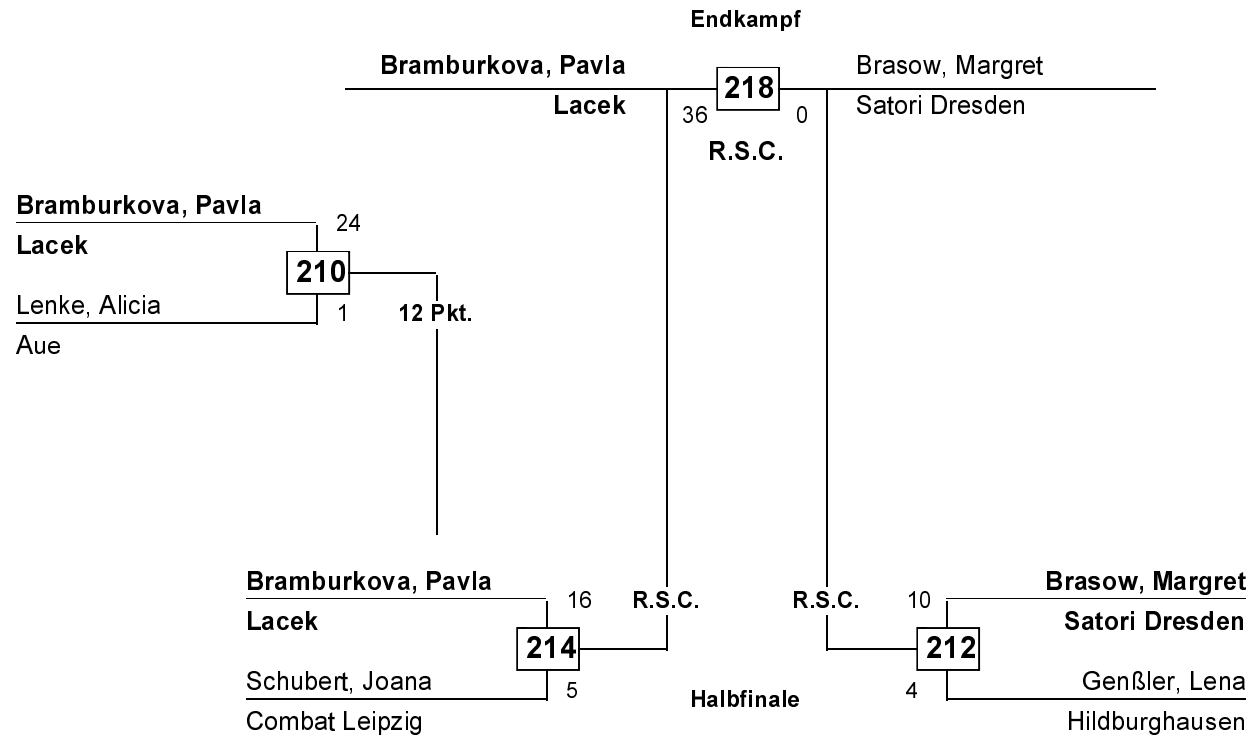 Endkampf
Bramburkova, Pavla
Lacek
218
36
0
R.S.C.
Brasow, Margret
Satori Dresden
Bramburkova, Pavla
Lacek
24
210
Lenke, Alicia
Aue
1
12 Pkt.
Bramburkova, Pavla
Lacek
16
R.S.C.
214
Schubert, Joana
Combat Leipzig
5
Halbfinale
R.S.C.
10
Brasow, Margret
Satori Dresden
212
4
Genßler, Lena
Hildburghausen